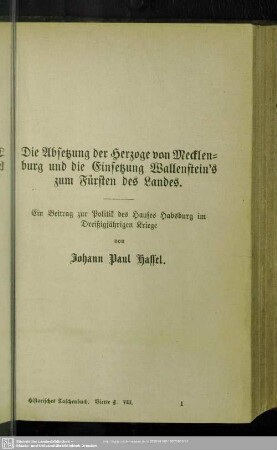 Die Absetzung der Herzoge von Mecklen=
burg und die Einsetzung Wallenstein's
zum Fürsten des Landes.
Ein Beitrag zur Politik des Hauses Habsburg im
Dreißigjährigen Kriege
von
Johann Paul Hassel.
Historisches Taschenbuch. Vierte F. VIII. 1